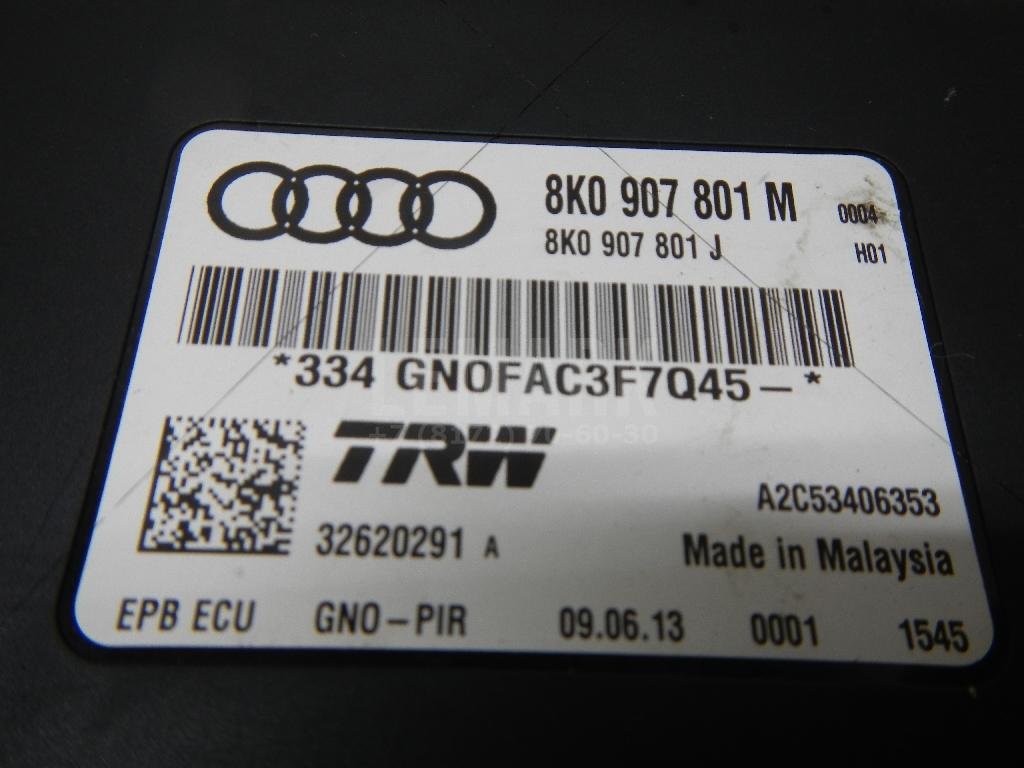 8K0 907 801 M 0004
8K0 907 801 J H01
*334 GNOFAC3F7Q45-*
TRW
A2C53406353
32620291 A
Made in Malaysia
EPB ECU GNO-PIR 09.06.13 0001 1545